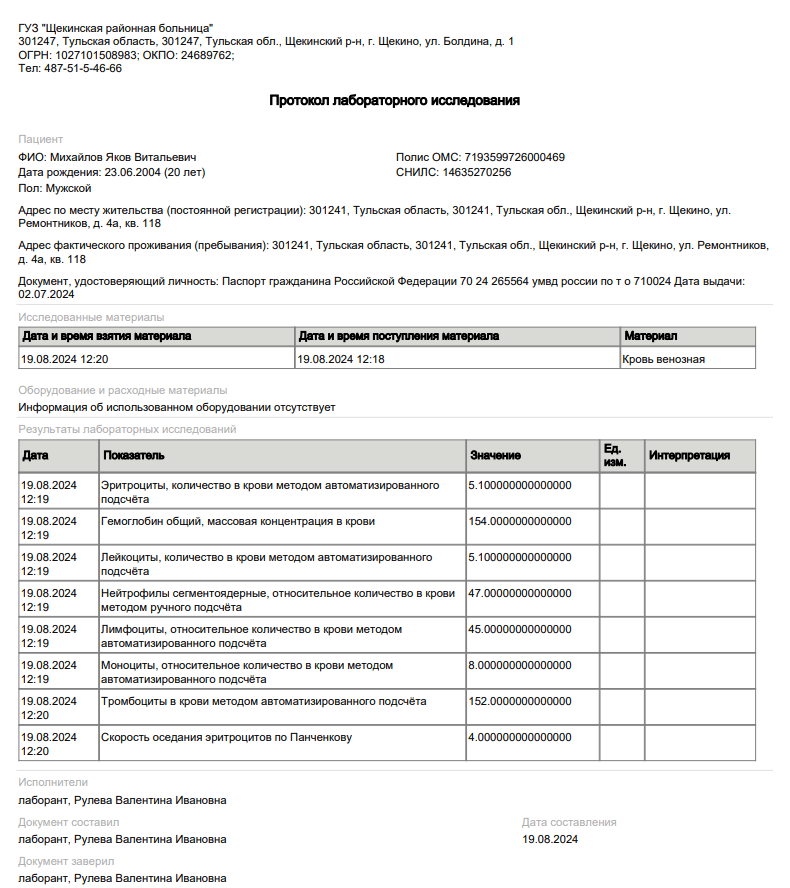 ГУЗ "Щекинская районная больница"
301247, Тульская область, 301247, Тульская обл., Щекинский р-н, г. Щекино, ул. Болдина, д. 1
ОГРН: 1027101508983; ОКПО: 24689762;
Тел: 487-51-5-46-66
Протокол лабораторного исследования
Пациент
ФИО: Михайлов Яков Витальевич Полис ОМС: 7193599726000469
Дата рождения: 23.06.2004 (20 лет) СНИЛС: 14635270256
Пол: Мужской
Адрес по месту жительства (постоянной регистрации): 301241, Тульская область, 301241, Тульская обл., Щекинский р-н, г. Щекино, ул.
Ремонтников, д. 4а, кв. 118
Адрес фактического проживания (пребывания): 301241, Тульская область, 301241, Тульская обл., Щекинский р-н, г. Щекино, ул. Ремонтников,
д. 4а, кв. 118
Документ, удостоверяющий личность: Паспорт гражданина Российской Федерации 70 24 265564 умвд россии по т о 710024 Дата выдачи:
02.07.2024
Исследованные материалы
Дата и время взятия материала Дата и время поступления материала Материал
19.08.2024 12:20 19.08.2024 12:18 Кровь венозная
Оборудование и расходные материалы
Информация об использованном оборудовании отсутствует
Результаты лабораторных исследований
Дата Показатель Значение Ед. Интерпретация
изм.
19.08.2024 Эритроциты, количество в крови методом автоматизированного 5.100000000000000
12:19 подсчёта
19.08.2024 Гемоглобин общий, массовая концентрация в крови 154.0000000000000
12:19
19.08.2024 Лейкоциты, количество в крови методом автоматизированного 5.100000000000000
12:19 подсчёта
19.08.2024 Нейтрофилы сегментоядерные, относительное количество в крови 47.00000000000000
12:19 методом ручного подсчёта
19.08.2024 Лимфоциты, относительное количество в крови методом 45.00000000000000
12:19 автоматизированного подсчёта
19.08.2024 Моноциты, относительное количество в крови методом 8.000000000000000
12:19 автоматизированного подсчёта
19.08.2024 Тромбоциты в крови методом автоматизированного подсчёта 152.0000000000000
12:20
19.08.2024 Скорость оседания эритроцитов по Панченкову 4.000000000000000
12:20
Исполнители
лаборант, Рулева Валентина Ивановна
Документ составил Дата составления
лаборант, Рулева Валентина Ивановна 19.08.2024
Документ заверил
лаборант, Рулева Валентина Ивановна